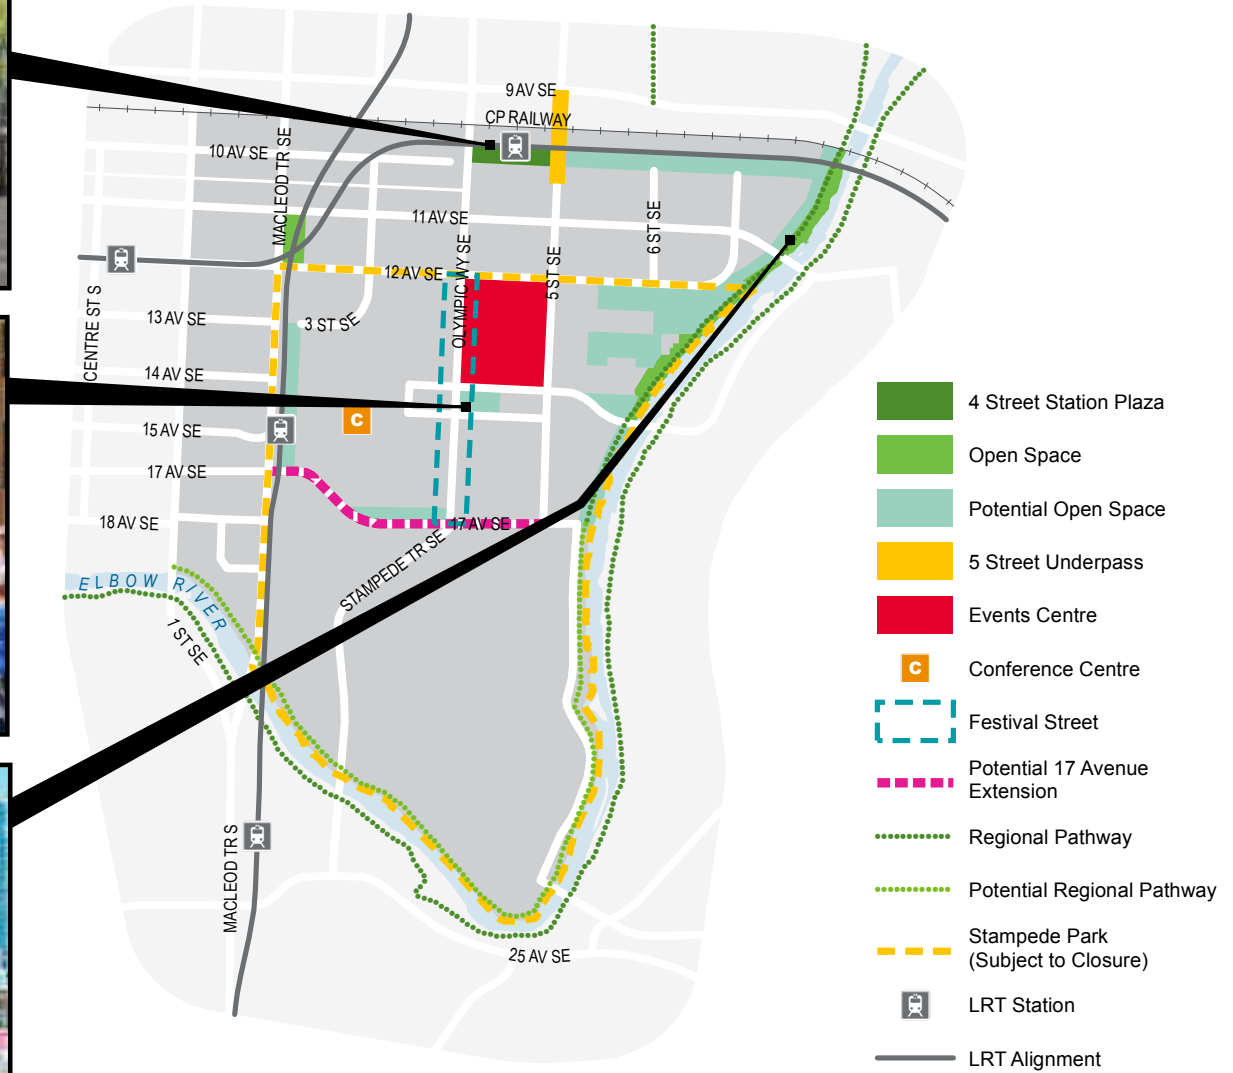 9 AV SE
CP RAILWAY
10 AV SE
MACLEOD TR SE
11 AV SE
6 ST SE
OLYMPIC WY SE
5 ST SE
12 AV SE
CENTRE ST S
13 AV SE
3 ST SE
14 AV SE
C
15 AV SE
17 AV SE
18 AV SE
17 AV SE
STAMPEDE TR SE
ELBOW RIVER
1 ST SE
MACLEOD TR S
25 AV SE
4 Street Station Plaza
Open Space
Potential Open Space
5 Street Underpass
Events Centre
C
Conference Centre
Festival Street
Potential 17 Avenue
Extension
Regional Pathway
Potential Regional Pathway
Stampede Park
(Subject to Closure)
LRT Station
LRT Alignment